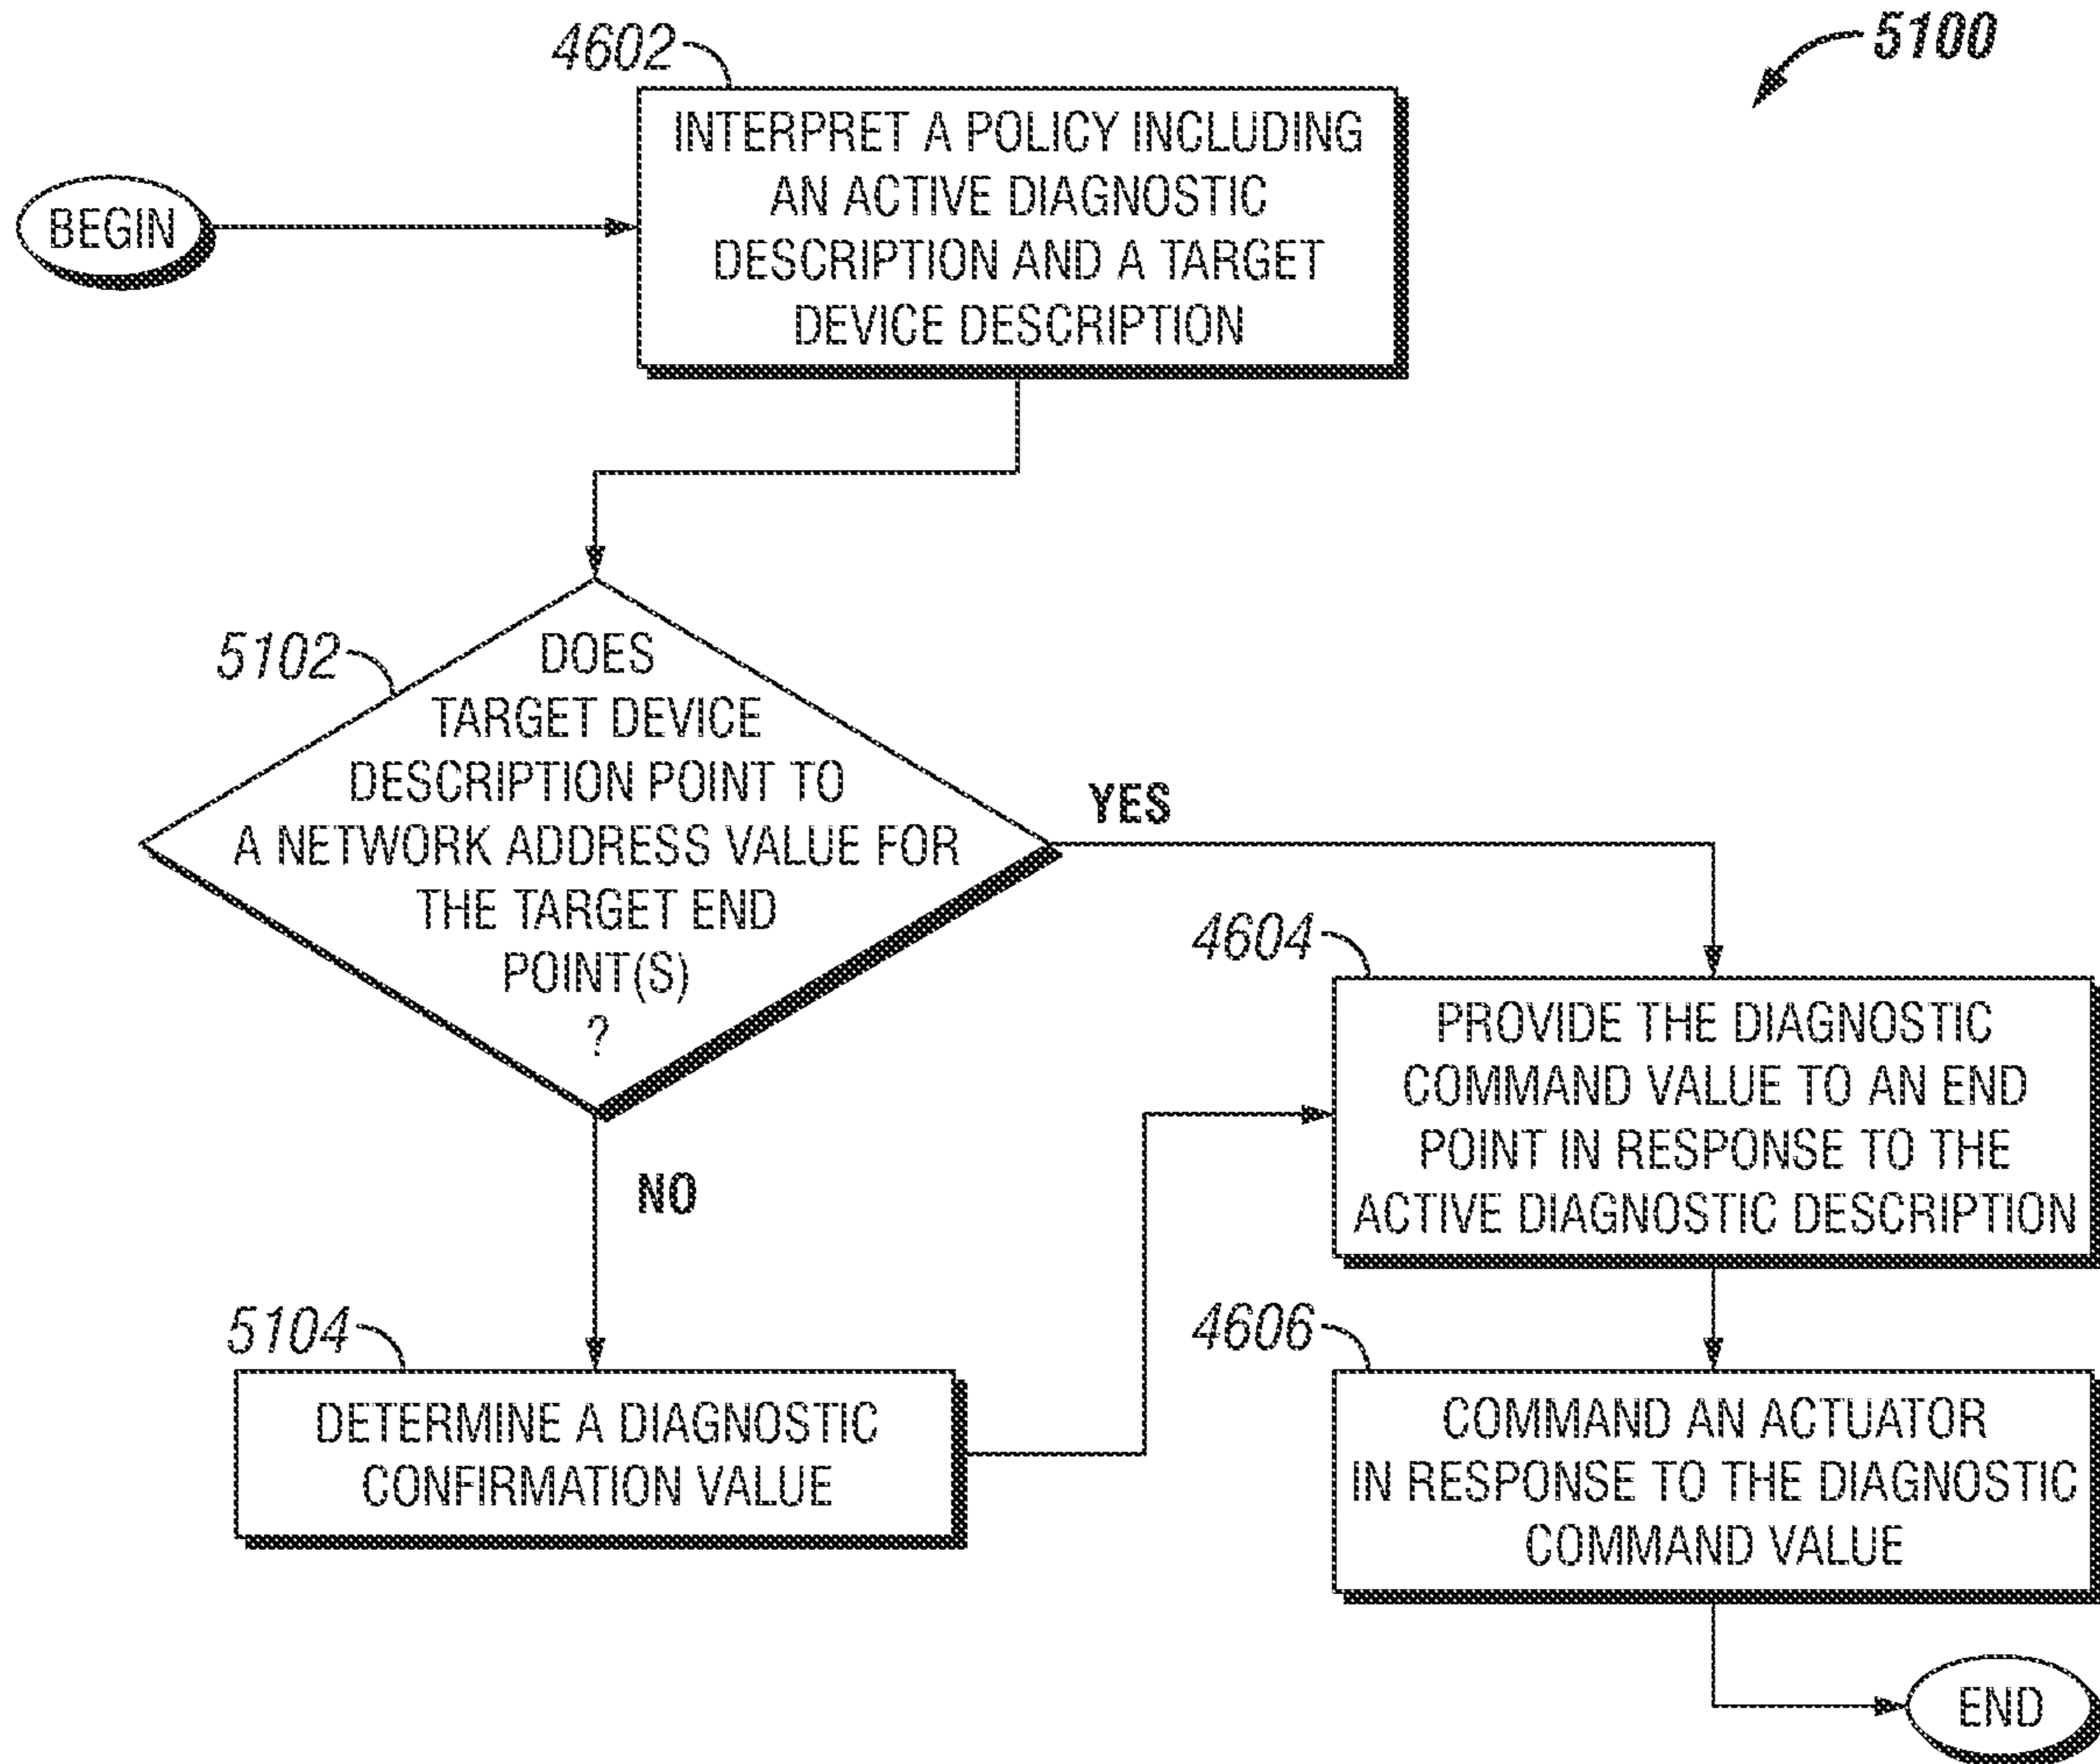 5100
4602
INTERPRET A POLICY INCLUDING
AN ACTIVE DIAGNOSTIC
DESCRIPTION AND A TARGET
DEVICE DESCRIPTION
BEGIN
5102
DOES
TARGET DEVICE
DESCRIPTION POINT TO
A NETWORK ADDRESS VALUE FOR
THE TARGET END
POINT(S)
?
YES
NO
4604
PROVIDE THE DIAGNOSTIC
COMMAND VALUE TO AN END
POINT IN RESPONSE TO THE
ACTIVE DIAGNOSTIC DESCRIPTION
5104
DETERMINE A DIAGNOSTIC
CONFIRMATION VALUE
4606
COMMAND AN ACTUATOR
IN RESPONSE TO THE DIAGNOSTIC
COMMAND VALUE
END